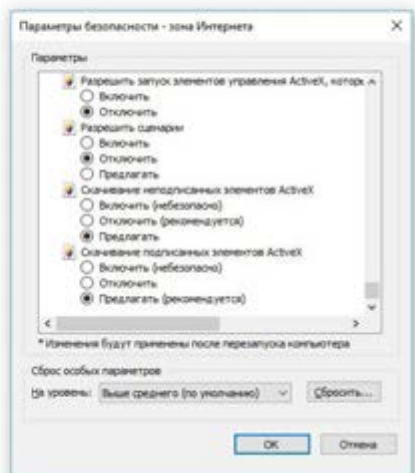 Параметры безопасности - зона Интернета
Параметры
Разрешить запуск элементов управления ActiveX, которь
Включить
Отключить
Разрешить сценарии
Включить
Отключить
Предлагать
Скачивание неподписанных элементов ActiveX
Включить (небезопасно)
Отключить (рекомендуется)
Предлагать
Скачивание подписанных элементов ActiveX
Включить (небезопасно)
Отключить
Предлагать (рекомендуется)
* Изменения будут применены после перезапуска компьютера
Сброс особых параметров
На уровень: Выше среднего (по умолчанию) Сбросить...
ОК Отмена